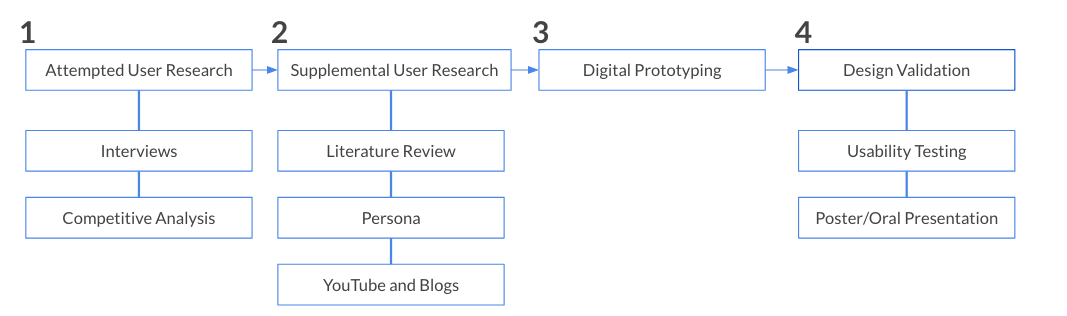 1
Attempted User Research
Interviews
Competitive Analysis
2
Supplemental User Research
Literature Review
Persona
YouTube and Blogs
3
Digital Prototyping
4
Design Validation
Usability Testing
Poster/Oral Presentation